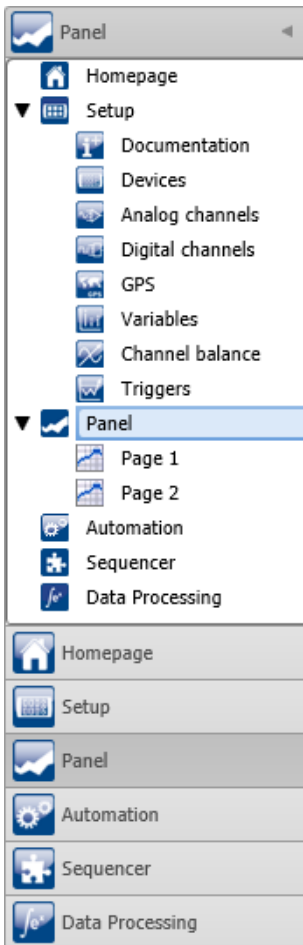 Panel
Homepage
Setup
Documentation
Devices
Analog channels
Digital channels
GPS
Variables
Channel balance
Triggers
Panel
Page 1
Page 2
Automation
Sequencer
Data Processing
Homepage
Setup
Panel
Automation
Sequencer
Data Processing